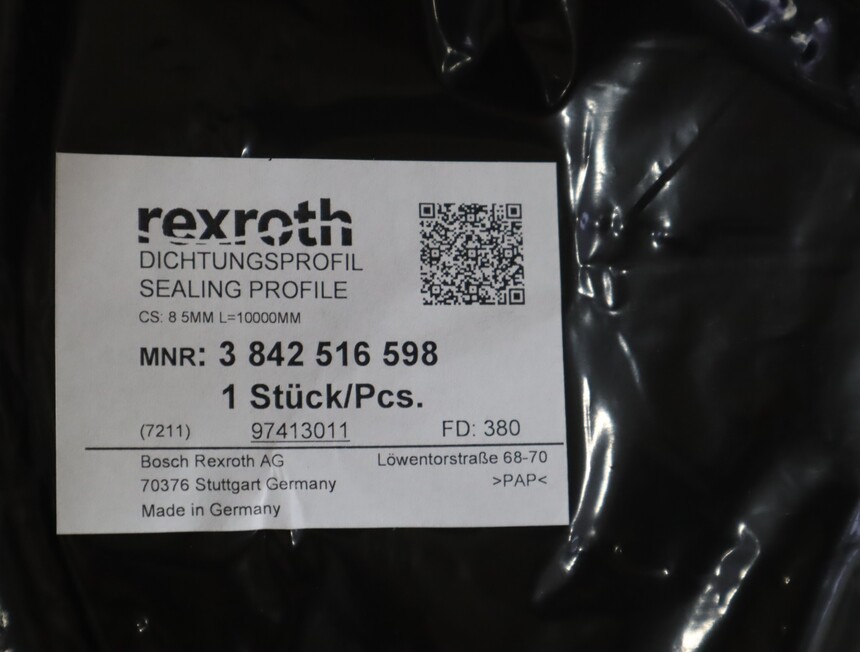 rexroth
DICHTUNGSPROFIL
SEALING PROFILE
CS: 8 5MM L=10000MM
MNR: 3 842 516 598
1 Stück/Pcs.
(7211) 97413011 FD: 380
Bosch Rexroth AG Löwentorstraße 68-70
70376 Stuttgart Germany >PAP<
Made in Germany